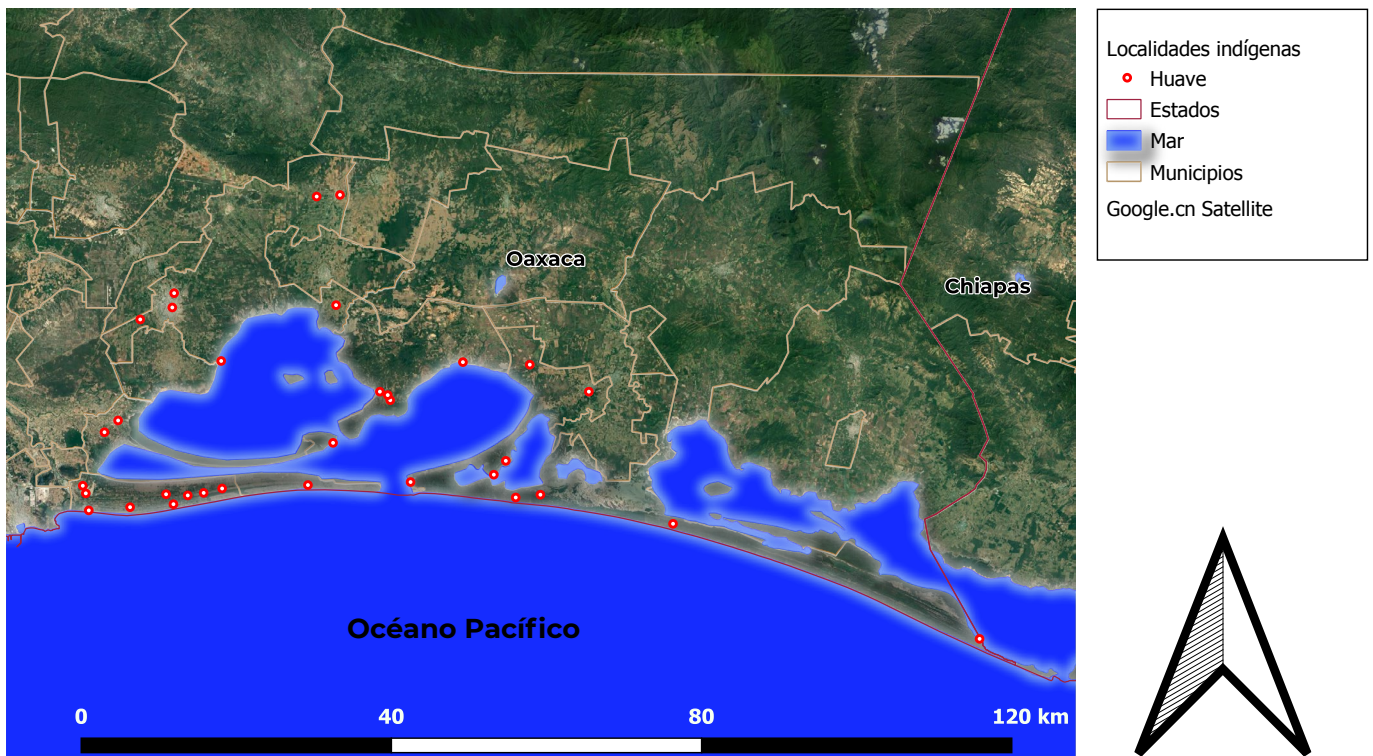 Localidades indígenas
Huave
Estados
Mar
Municipios
Google.cn Satellite
Oaxaca
Chiapas
Océano Pacífico
0 40 80 120 km